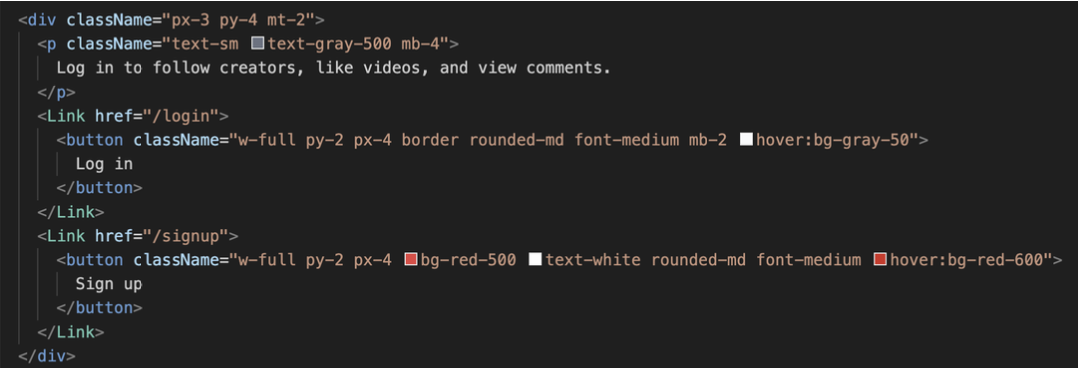 <div className="px-3 py-4 mt-2">
<p className="text-sm text-gray-500 mb-4">
Log in to follow creators, like videos, and view comments.
</p>
<Link href="/login">
<button className="w-full py-2 px-4 border rounded-md font-medium mb-2 hover:bg-gray-50">
Log in
</button>
</Link>
<Link href="/signup">
<button className="w-full py-2 px-4 bg-red-500 text-white rounded-md font-medium hover:bg-red-600">
Sign up
</button>
</Link>
</div>